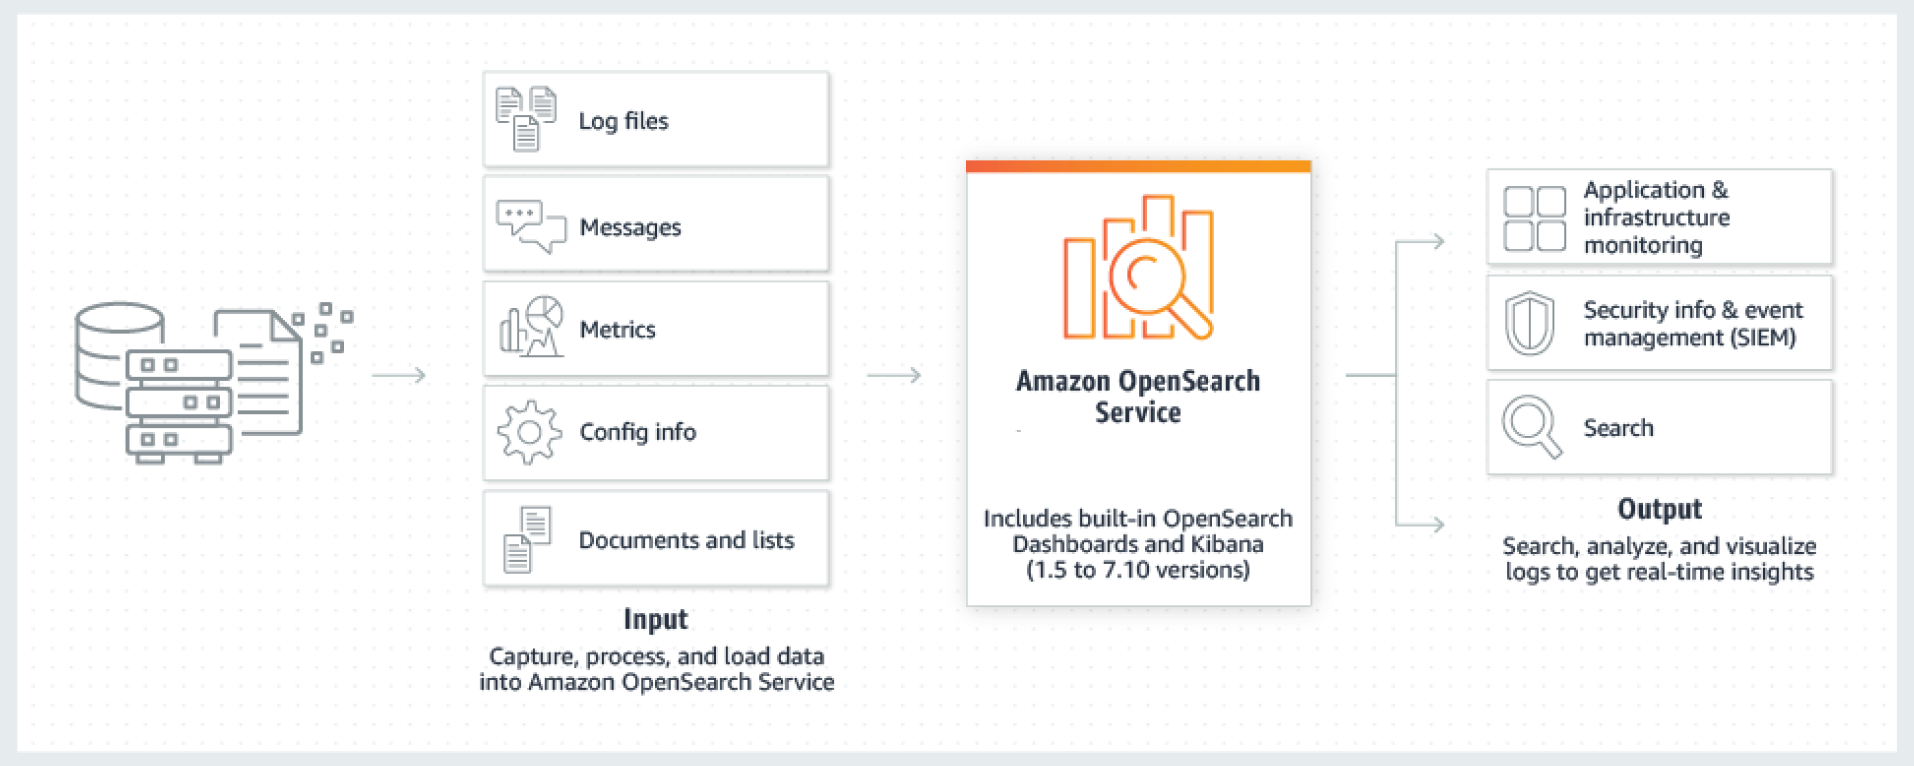 Log files
Messages
Metrics
Config info
Documents and lists
Input
Capture, process, and load data
into Amazon OpenSearch Service
Amazon OpenSearch
Service
Includes built-in OpenSearch
Dashboards and Kibana
(1.5 to 7.10 versions)
Application &
infrastructure
monitoring
Security info & event
management (SIEM)
Search
Output
Search, analyze, and visualize
logs to get real-time insights